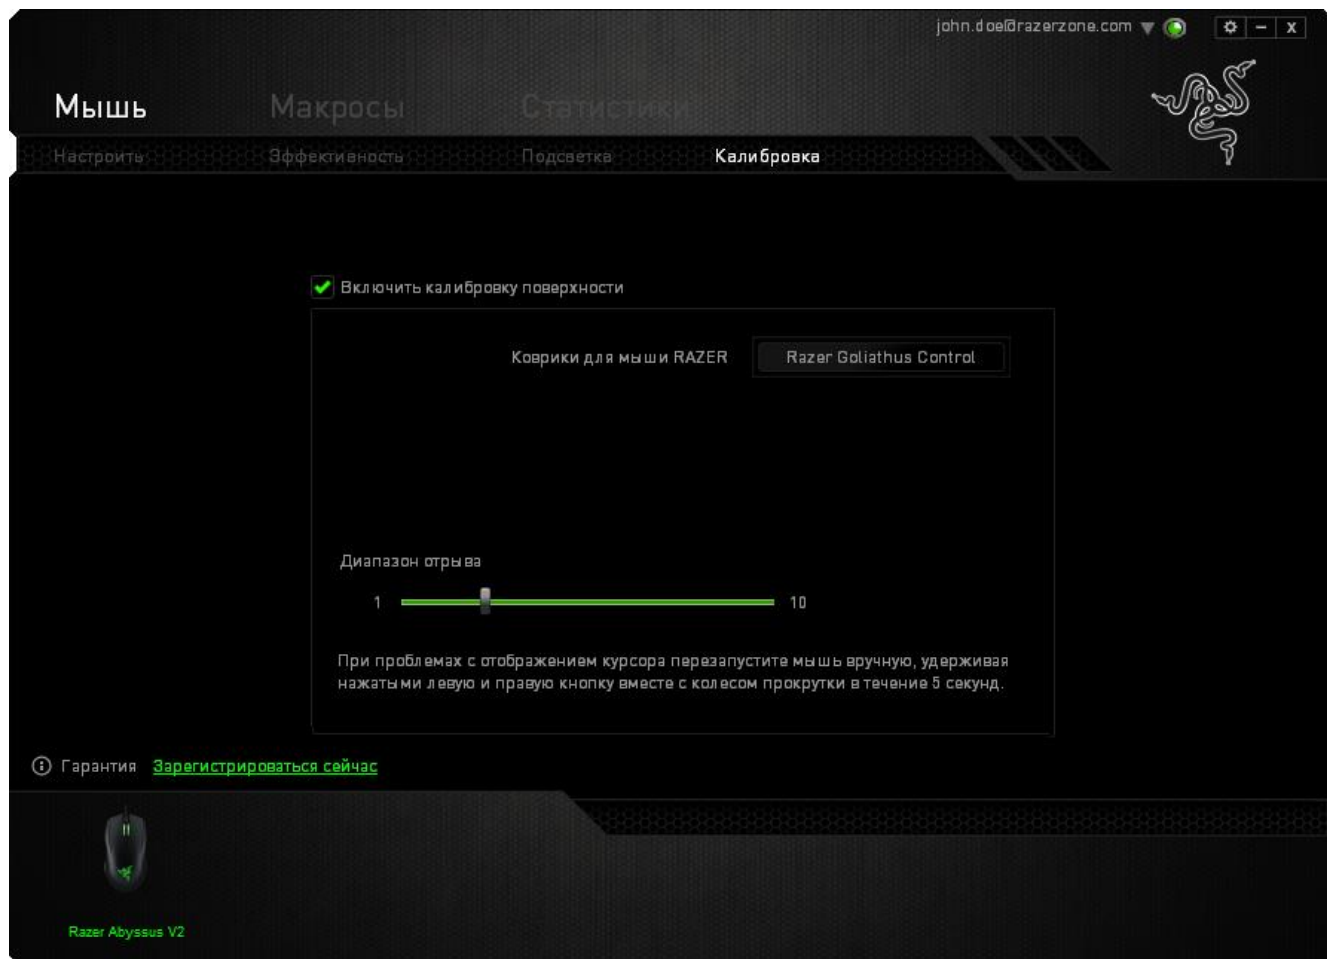 john.doe@razerzone.com
Мышь Макросы Статистики
Настроить Эффективность Подсветка Калибровка
Включить калибровку поверхности
Коврики для мыши RAZER Razer Goliathus Control
Диапазон отрыва
1 10
При проблемах с отображением курсора перезапустите мышь вручную, удерживая
нажатыми левую и правую кнопку вместе с колесом прокрутки в течение 5 секунд.
Гарантия Зарегистрироваться сейчас
Razer Abyssus V2